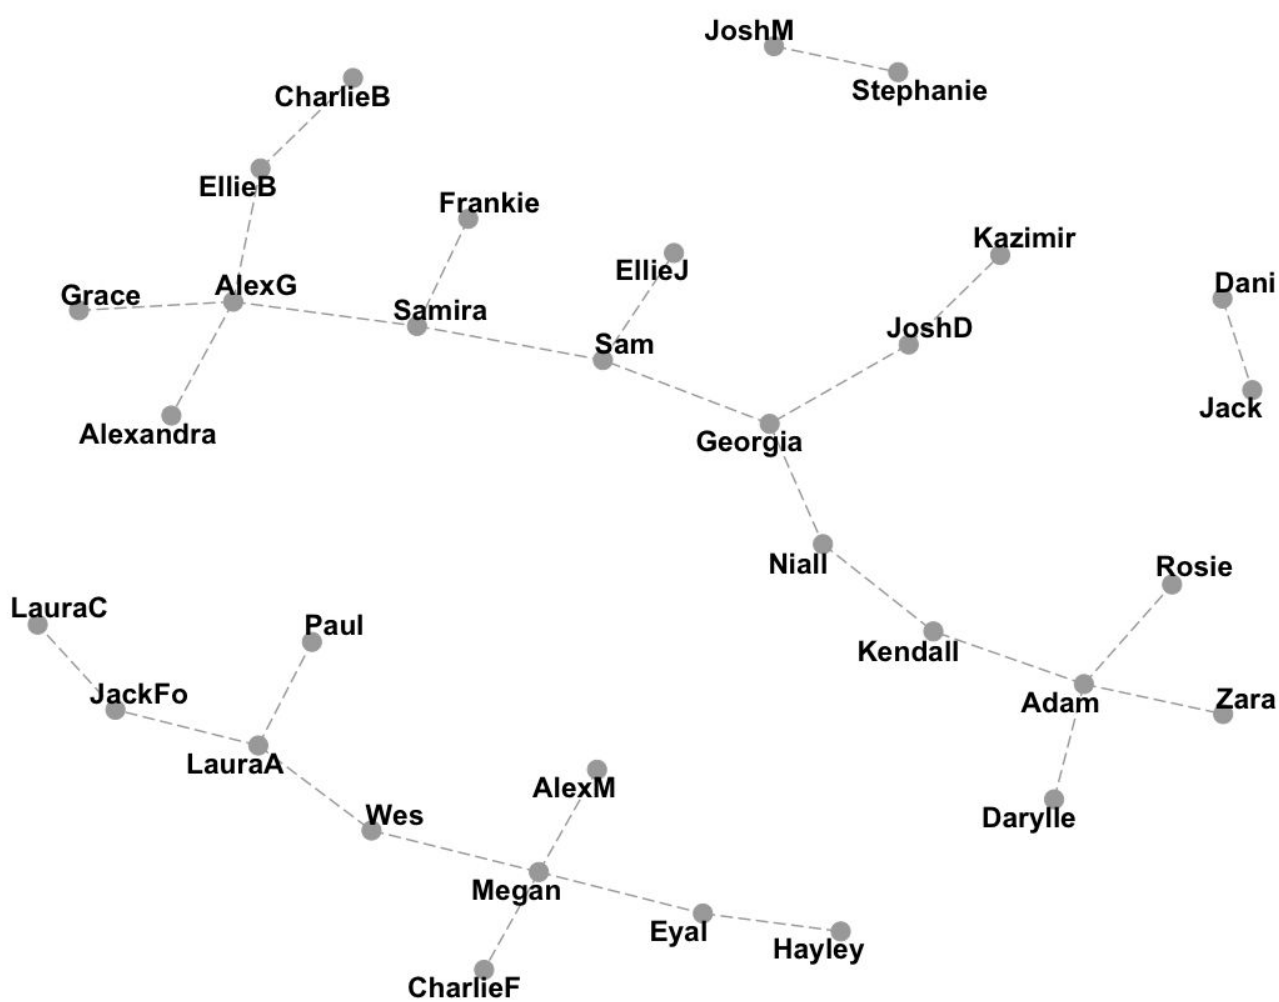 JoshM
Stephanie
CharlieB
EllieB
Frankie
Kazimir
EllieJ
Dani
AlexG
Grace
Samira
JoshD
Sam
Jack
Alexandra
Georgia
Niall
Rosie
LauraC
Paul
Kendall
JackFo
Zara
Adam
LauraA
AlexM
Wes
Darylle
Megan
Eyal
Hayley
CharlieF